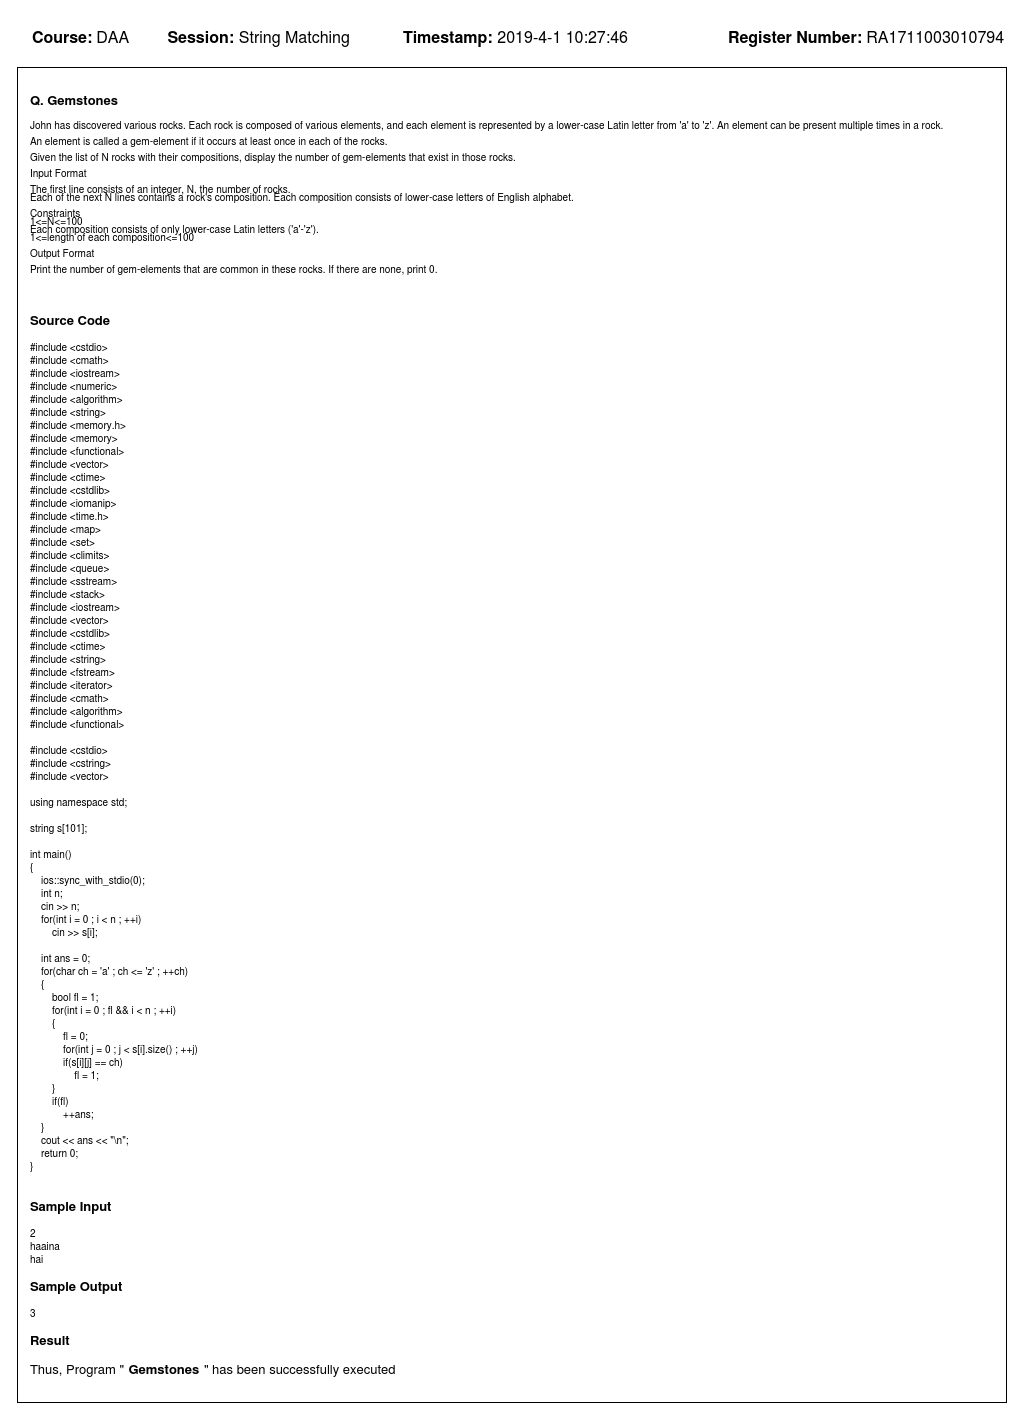 Course: DAA Session: String Matching Timestamp: 2019-4-1 10:27:46 Register Number: RA1711003010794
Q. Gemstones
John has discovered various rocks. Each rock is composed of various elements, and each element is represented by a lower-case Latin letter from 'a' to 'z'. An element can be present multiple times in a rock.
An element is called a gem-element if it occurs at least once in each of the rocks.
Given the list of N rocks with their compositions, display the number of gem-elements that exist in those rocks.
Input Format
The first line consists of an integer, N, the number of rocks.
Each of the next N lines contains a rock's composition. Each composition consists of lower-case letters of English alphabet.
Constraints
1<=N<=100
Each composition consists of only lower-case Latin letters ('a'-'z').
1<=length of each composition<=100
Output Format
Print the number of gem-elements that are common in these rocks. If there are none, print 0.
Source Code
#include <cstdio>
#include <cmath>
#include <iostream>
#include <numeric>
#include <algorithm>
#include <string>
#include <memory.h>
#include <memory>
#include <functional>
#include <vector>
#include <ctime>
#include <cstdlib>
#include <iomanip>
#include <time.h>
#include <map>
#include <set>
#include <climits>
#include <queue>
#include <sstream>
#include <stack>
#include <iostream>
#include <vector>
#include <cstdlib>
#include <ctime>
#include <string>
#include <fstream>
#include <iterator>
#include <cmath>
#include <algorithm>
#include <functional>
#include <cstdio>
#include <cstring>
#include <vector>
using namespace std;
string s[101];
int main()
{
ios::sync_with_stdio(0);
int n;
cin >> n;
for(int i = 0 ; i < n ; ++i)
cin >> s[i];
int ans = 0;
for(char ch = 'a' ; ch <= 'z' ; ++ch)
{
bool fl = 1;
for(int i = 0 ; fl && i < n ; ++i)
{
fl = 0;
for(int j = 0 ; j < s[i].size() ; ++j)
if(s[i][j] == ch)
fl = 1;
}
if(fl)
++ans;
}
cout << ans << "\n";
return 0;
}
Sample Input
2
haaina
hai
Sample Output
3
Result
Thus, Program " Gemstones " has been successfully executed